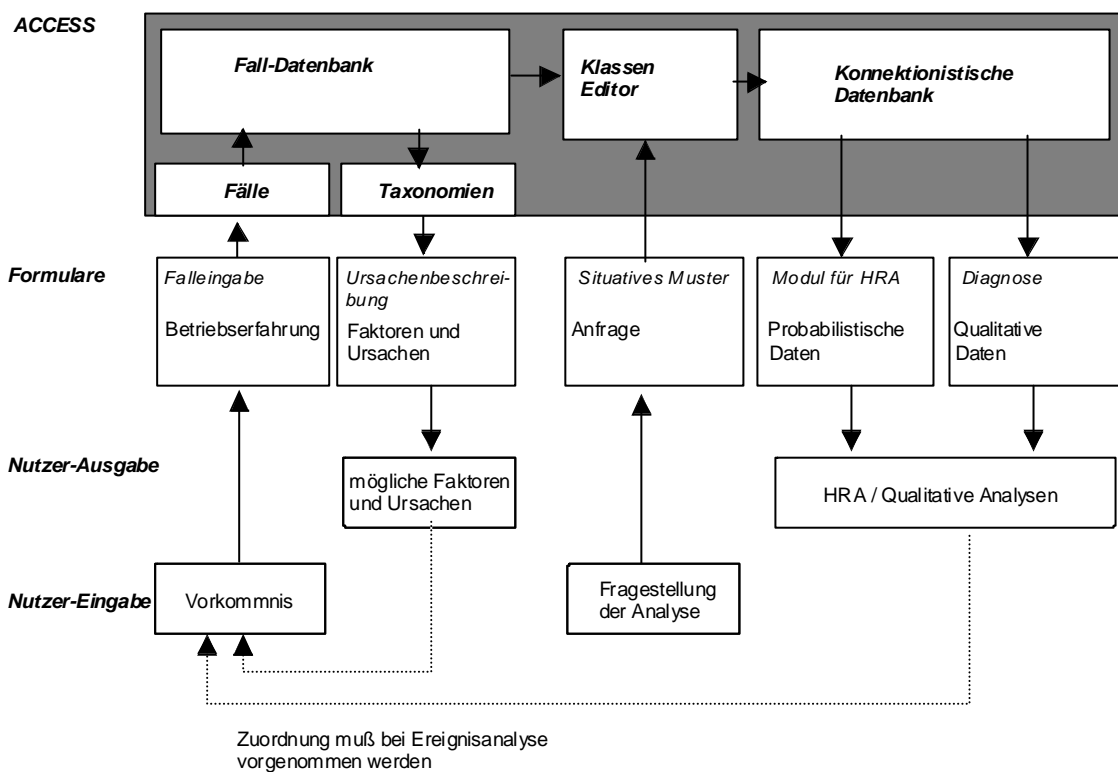 ACCESS
Fall-Datenbank
Klassen
Editor
Konnektionistische
Datenbank
Fälle
Taxonomien
Formulare
Falleingabe
Betriebserfahrung
Ursachenbeschrei-
bung
Faktoren und
Ursachen
Situatives Muster
Anfrage
Modul für HRA
Probabilistische
Daten
Diagnose
Qualitative
Daten
Nutzer-Ausgabe
mögliche Faktoren
und Ursachen
HRA / Qualitative Analysen
Nutzer-Eingabe
Vorkommnis
Fragestellung
der Analyse
Zuordnung muß bei Ereignisanalyse
vorgenommen werden